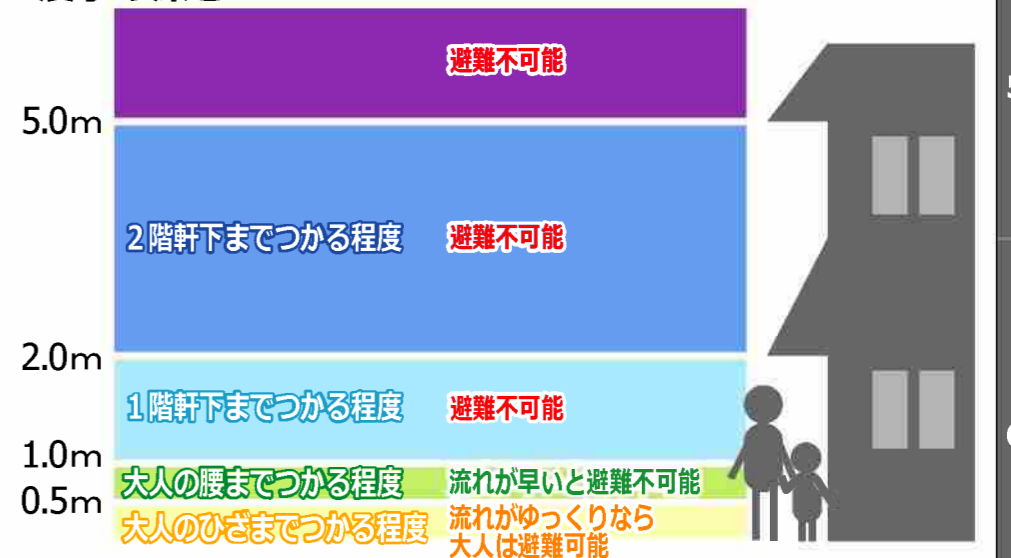 避難不可能
5.0m
2階軒下までつかる程度 避難不可能
2.0m
1階軒下までつかる程度 避難不可能
1.0m
大人の腰までつかる程度 流れが早いと避難不可能
0.5m
大人のひざまでつかる程度 流れがゆっくりなら
大人は避難可能